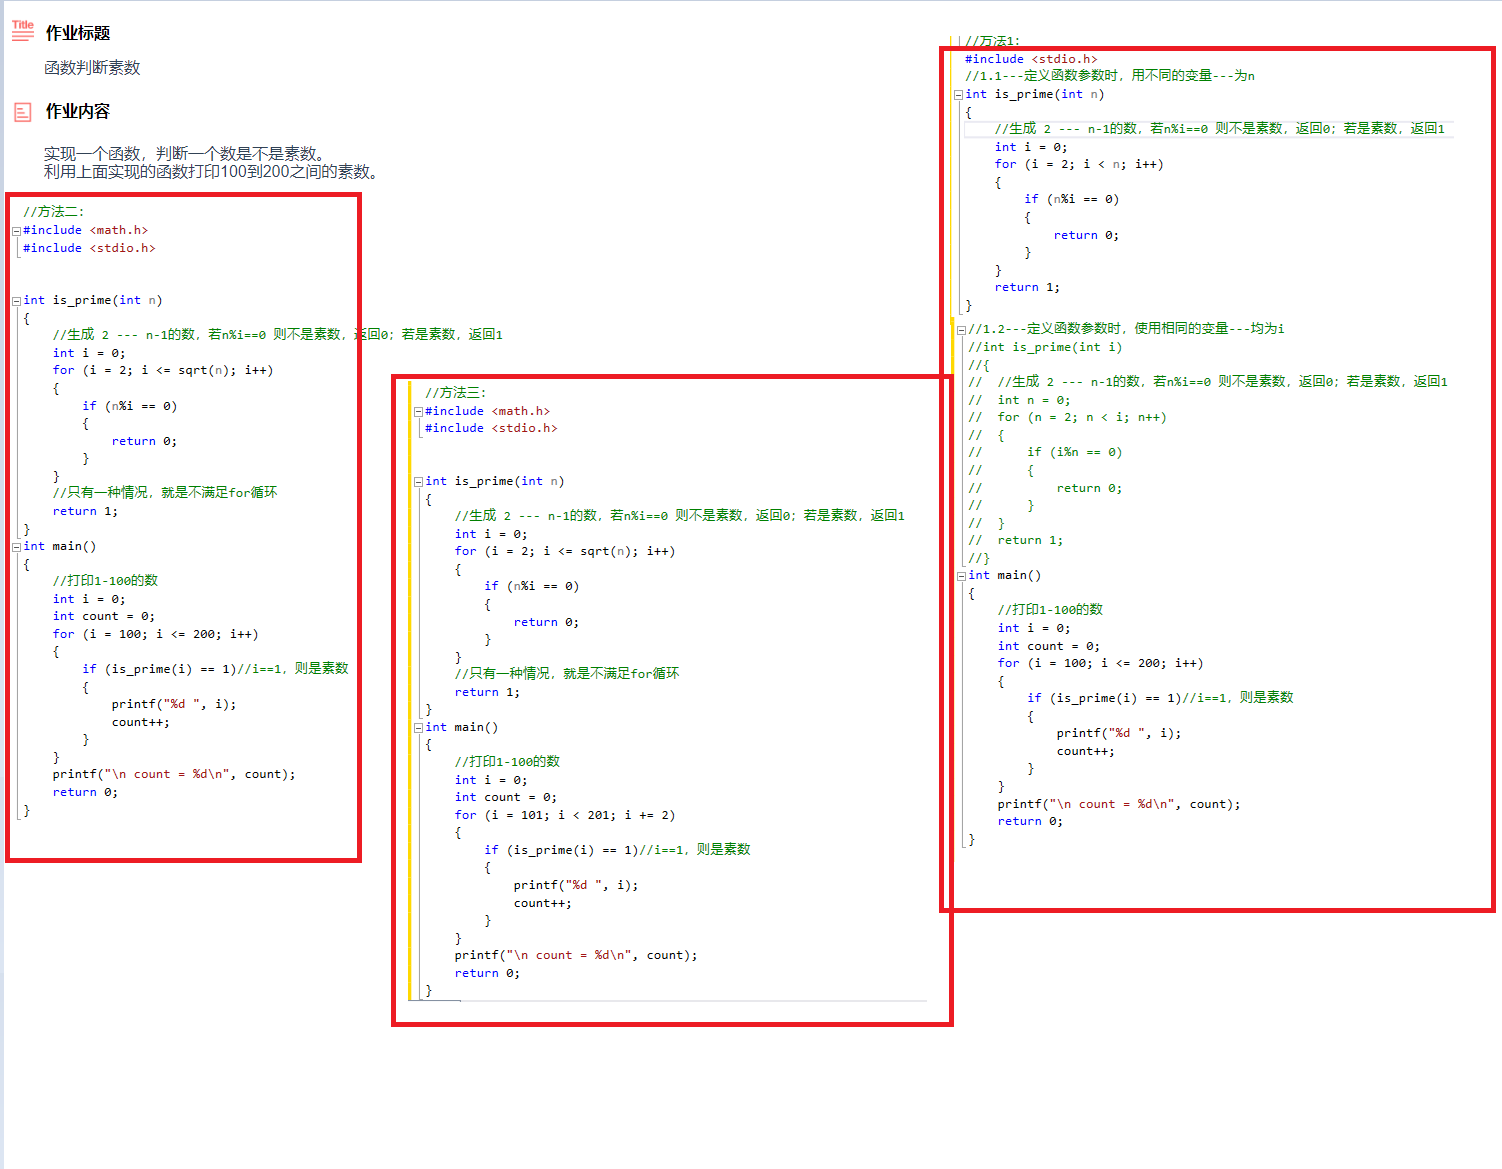 Title
作业标题
函数判断素数
作业内容
实现一个函数，判断一个数是不是素数。
利用上面实现的函数打印100到200之间的素数。
//方法二：
#include <math.h>
#include <stdio.h>
int is_prime(int n)
{
//生成 2 --- n-1的数，若n%i==0 则不是素数，返回0；若是素数，返回1
int i = 0;
for (i = 2; i <= sqrt(n); i++)
{
if (n%i == 0)
{
return 0;
}
}
//只有一种情况，就是不满足for循环
return 1;
}
int main()
{
//打印1-100的数
int i = 0;
int count = 0;
for (i = 100; i <= 200; i++)
{
if (is_prime(i) == 1)//i==1，则是素数
{
printf("%d ", i);
count++;
}
}
printf("\n count = %d\n", count);
return 0;
}
//方法三：
#include <math.h>
#include <stdio.h>
int is_prime(int n)
{
//生成 2 --- n-1的数，若n%i==0 则不是素数，返回0；若是素数，返回1
int i = 0;
for (i = 2; i <= sqrt(n); i++)
{
if (n%i == 0)
{
return 0;
}
}
//只有一种情况，就是不满足for循环
return 1;
}
int main()
{
//打印1-100的数
int i = 0;
int count = 0;
for (i = 101; i < 201; i += 2)
{
if (is_prime(i) == 1)//i==1，则是素数
{
printf("%d ", i);
count++;
}
}
printf("\n count = %d\n", count);
return 0;
}
//方法1：
#include <stdio.h>
//1.1---定义函数参数时，用不同的变量---为n
int is_prime(int n)
{
//生成 2 --- n-1的数，若n%i==0 则不是素数，返回0；若是素数，返回1
int i = 0;
for (i = 2; i < n; i++)
{
if (n%i == 0)
{
return 0;
}
}
return 1;
}
//1.2---定义函数参数时，使用相同的变量---均为i
//int is_prime(int i)
//{
// //生成 2 --- n-1的数，若n%i==0 则不是素数，返回0；若是素数，返回1
// int n = 0;
// for (n = 2; n < i; n++)
// {
// if (i%n == 0)
// {
// return 0;
// }
// }
// return 1;
//}
int main()
{
//打印1-100的数
int i = 0;
int count = 0;
for (i = 100; i <= 200; i++)
{
if (is_prime(i) == 1)//i==1，则是素数
{
printf("%d ", i);
count++;
}
}
printf("\n count = %d\n", count);
return 0;
}